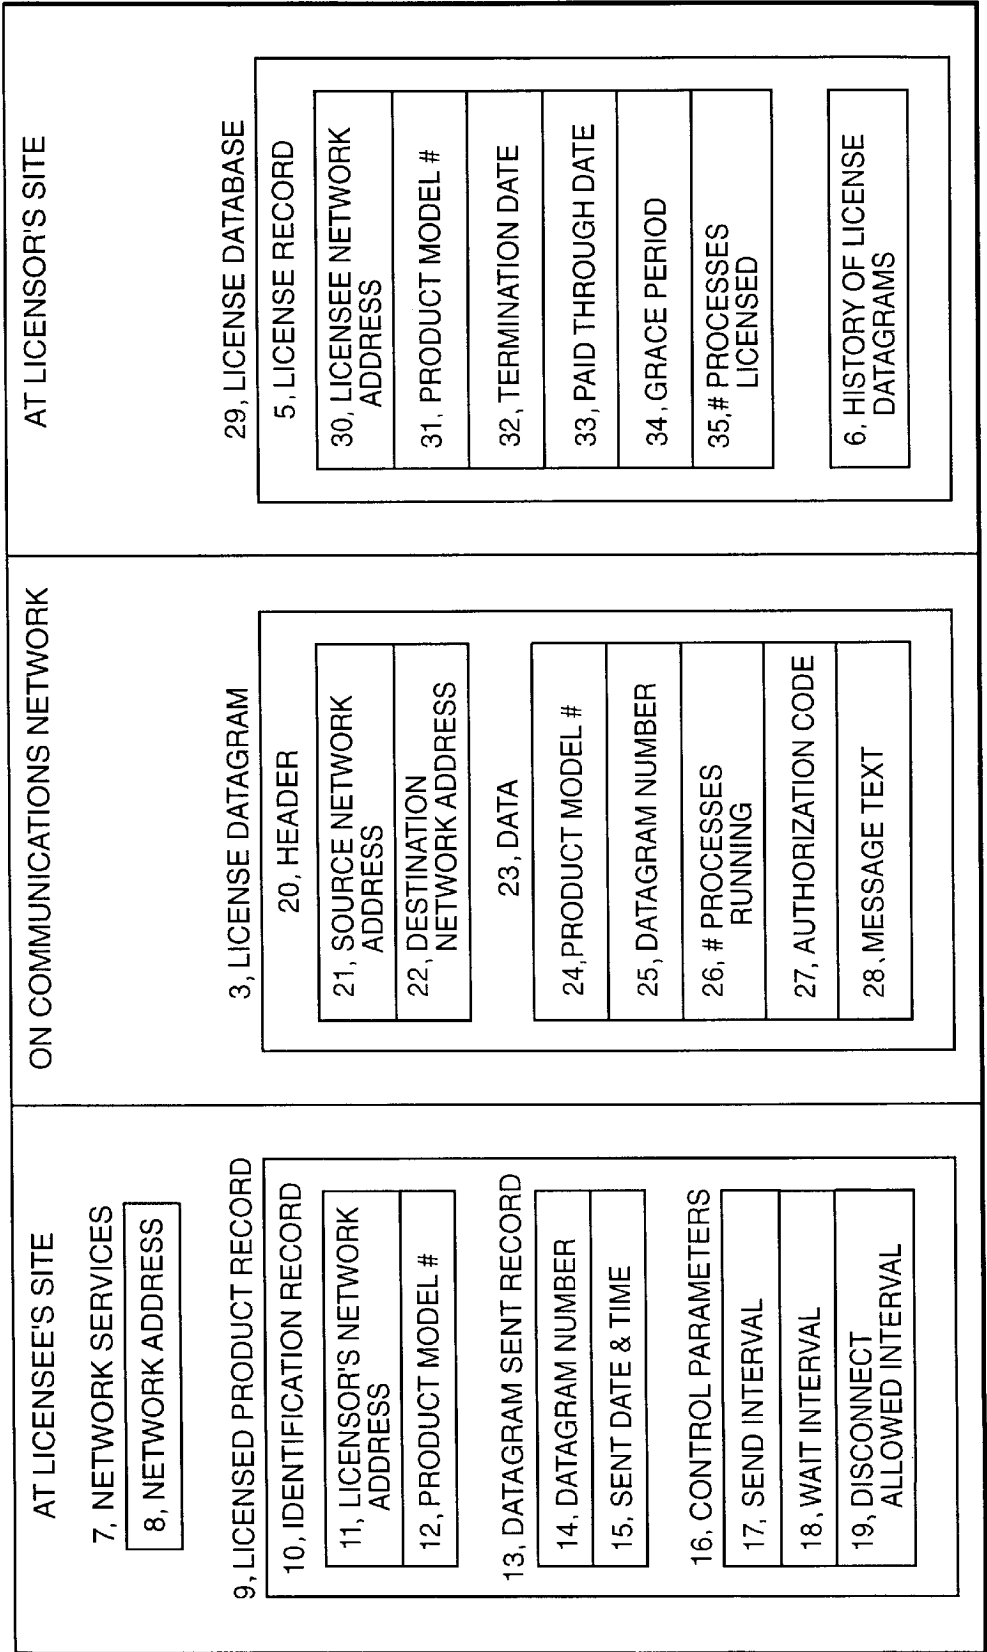 AT LICENSEE'S SITE
7, NETWORK SERVICES
8, NETWORK ADDRESS
9, LICENSED PRODUCT RECORD
10, IDENTIFICATION RECORD
11, LICENSOR'S NETWORK
ADDRESS
12, PRODUCT MODEL #
13, DATAGRAM SENT RECORD
14, DATAGRAM NUMBER
15, SENT DATE & TIME
16, CONTROL PARAMETERS
17, SEND INTERVAL
18, WAIT INTERVAL
19, DISCONNECT
ALLOWED INTERVAL
ON COMMUNICATIONS NETWORK
3, LICENSE DATAGRAM
20, HEADER
21, SOURCE NETWORK
ADDRESS
22, DESTINATION
NETWORK ADDRESS
23, DATA
24,PRODUCT MODEL #
25, DATAGRAM NUMBER
26, # PROCESSES
RUNNING
27, AUTHORIZATION CODE
28, MESSAGE TEXT
AT LICENSOR'S SITE
29, LICENSE DATABASE
5, LICENSE RECORD
30, LICENSEE NETWORK
ADDRESS
31, PRODUCT MODEL #
32, TERMINATION DATE
33, PAID THROUGH DATE
34, GRACE PERIOD
35,# PROCESSES
LICENSED
6, HISTORY OF LICENSE
DATAGRAMS